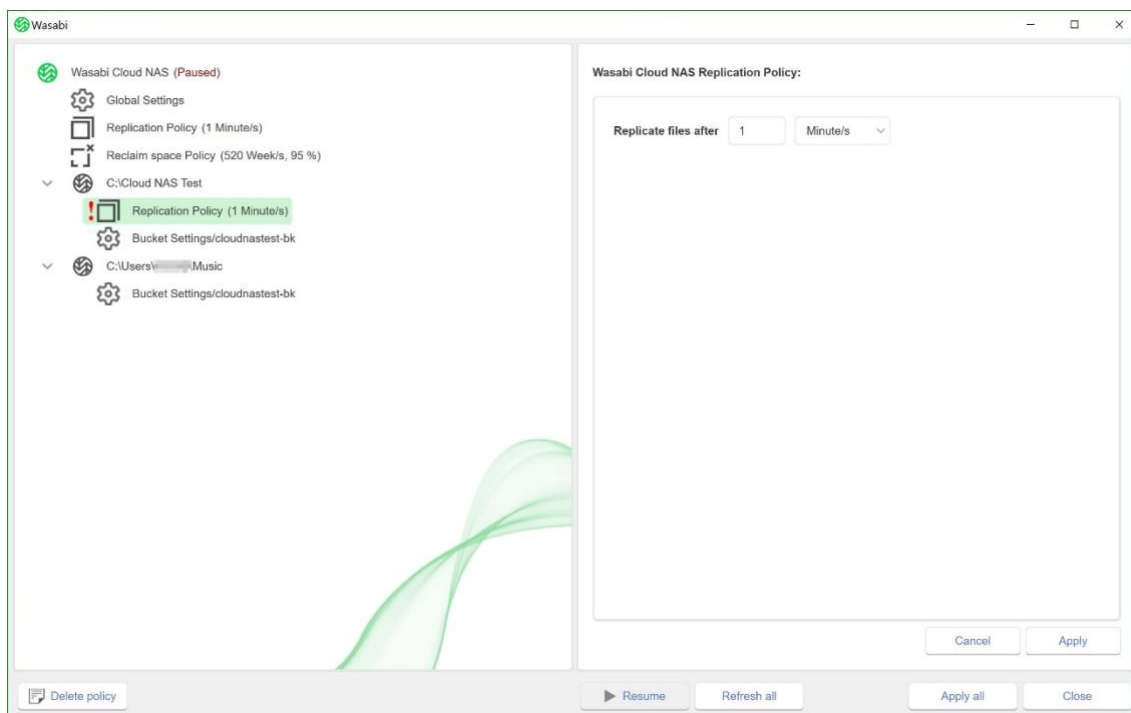 Wasabi
Wasabi Cloud NAS (Paused)
Global Settings
Replication Policy (1 Minute/s)
Reclaim space Policy (520 Week/s, 95 %)
C:\Cloud NAS Test
Replication Policy (1 Minute/s)
Bucket Settings/cloudnastest-bk
C:\Users\ \Music
Bucket Settings/cloudnastest-bk
Delete policy
Wasabi Cloud NAS Replication Policy:
Replicate files after 1 Minute/s
Cancel Apply
Resume Refresh all Apply all Close